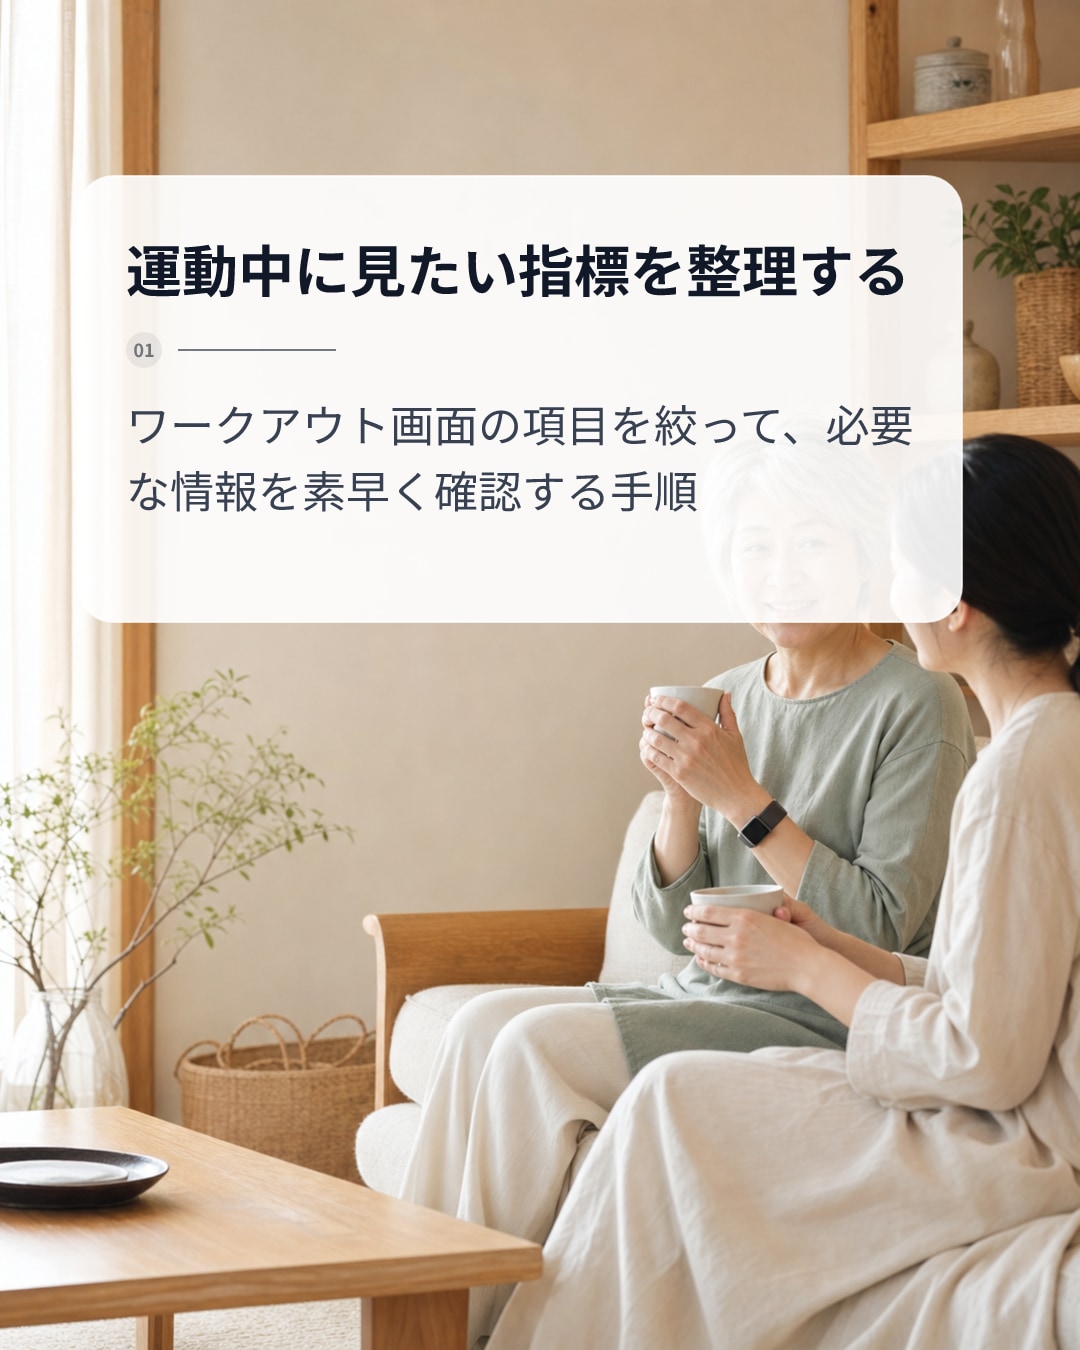 運動中に見たい指標を整理する
01
ワークアウト画面の項目を絞って、必要
な情報を素早く確認する手順